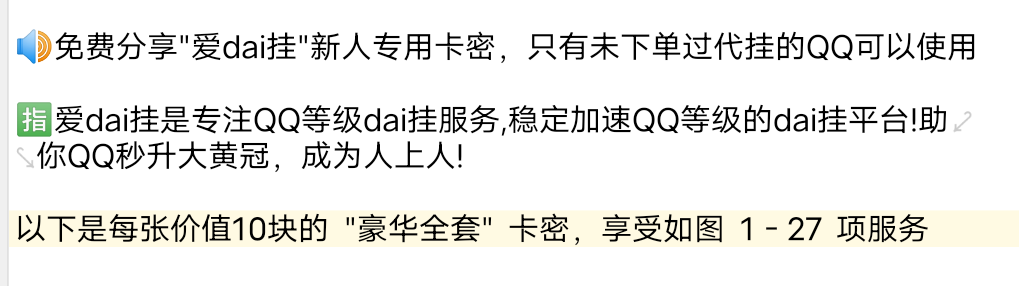 🔊免费分享"爱dai挂"新人专用卡密，只有未下单过代挂的QQ可以使用
🈯爱dai挂是专注QQ等级dai挂服务,稳定加速QQ等级的dai挂平台!助
你QQ秒升大黄冠，成为人上人!
以下是每张价值10块的 "豪华全套" 卡密，享受如图 1 - 27 项服务